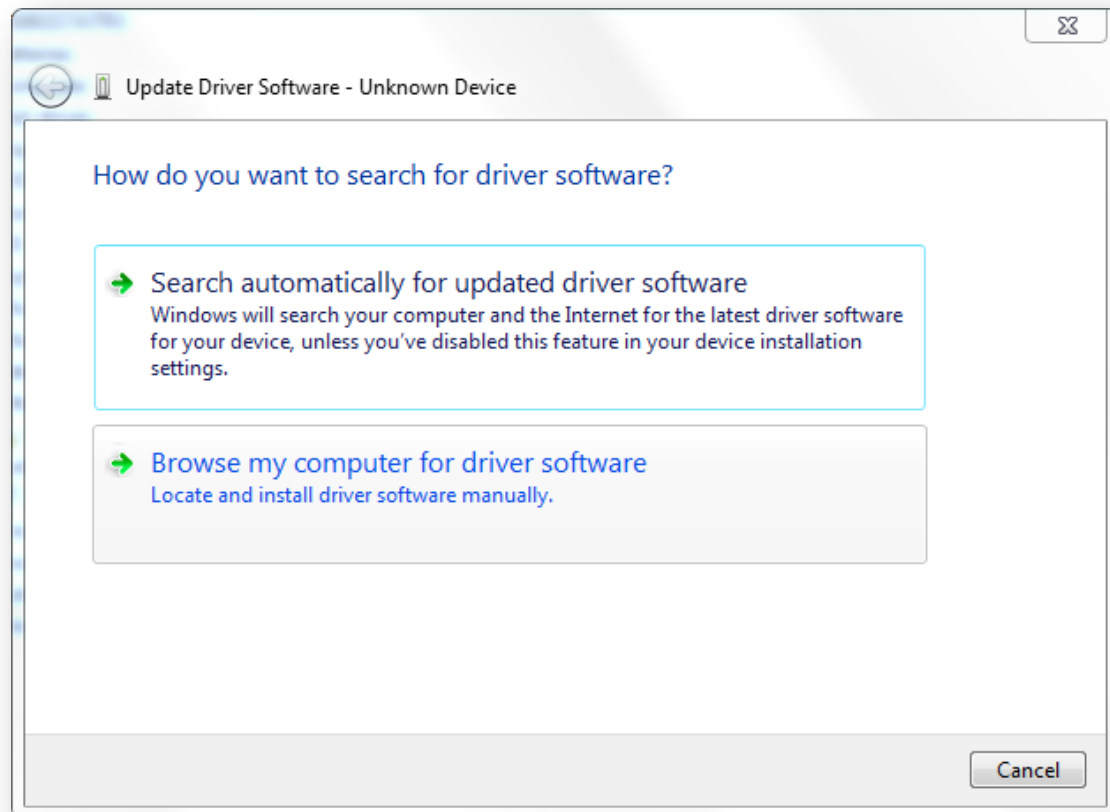 Update Driver Software - Unknown Device
How do you want to search for driver software?
Search automatically for updated driver software
Windows will search your computer and the Internet for the latest driver software
for your device, unless you've disabled this feature in your device installation
settings.
Browse my computer for driver software
Locate and install driver software manually.
Cancel